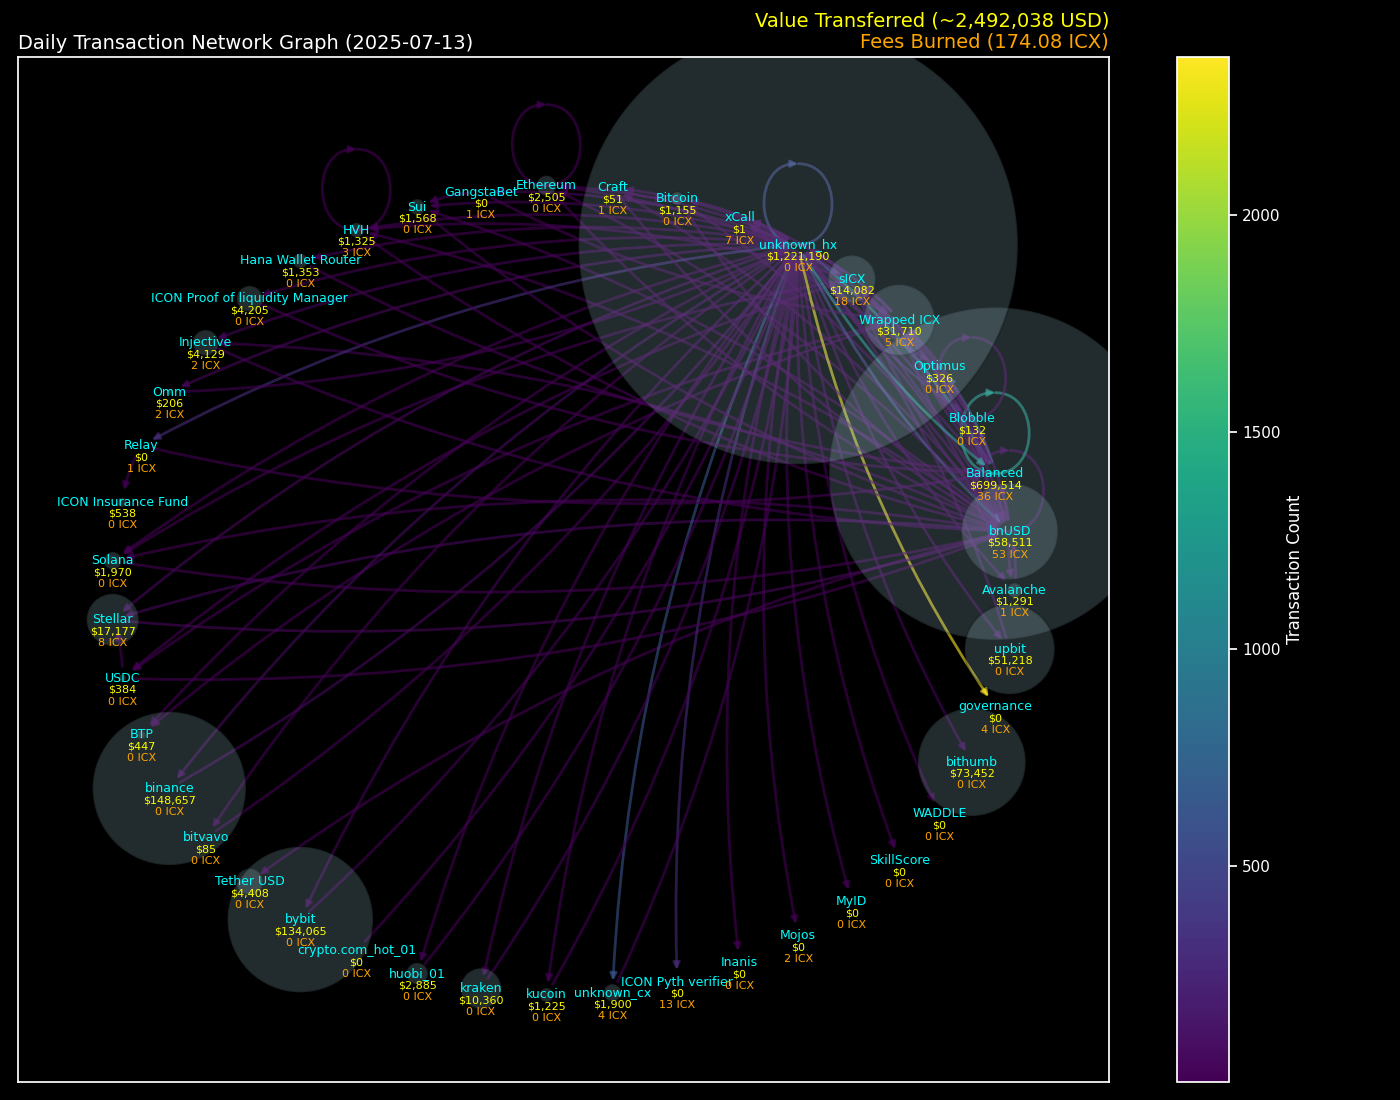 Value Transferred (~2,492,038 USD)
Daily Transaction Network Graph (2025-07-13)
Fees Burned (174.08 ICX)
Ethereum
$2,505
0 ICX
GangstaBet
$0
1 ICX
Craft
$51
1 ICX
Bitcoin
$1,155
0 ICX
Sui
$1,568
0 ICX
xCall
$1
7 ICX
HVH
$1,325
3 ICX
unknown_hx
$1,221,190
0 ICX
Hana Wallet Router
$1,353
0 ICX
sICX
$14,082
18 ICX
ICON Proof of liquidity Manager
$4,205
0 ICX
Wrapped ICX
$31,710
5 ICX
Injective
$4,129
2 ICX
Optimus
$326
0 ICX
Omm
$206
2 ICX
Blobble
$132
0 ICX
Relay
$0
1 ICX
Balanced
$699,514
36 ICX
ICON Insurance Fund
$538
0 ICX
bnUSD
$58,511
53 ICX
Solana
$1,970
0 ICX
Avalanche
$1,291
1 ICX
Stellar
$17,177
8 ICX
upbit
$51,218
0 ICX
USDC
$384
0 ICX
governance
$0
4 ICX
BTP
$447
0 ICX
bithumb
$73,452
0 ICX
binance
$148,657
0 ICX
WADDLE
$0
0 ICX
bitvavo
$85
0 ICX
SkillScore
$0
0 ICX
Tether USD
$4,408
0 ICX
MyID
$0
0 ICX
bybit
$134,065
0 ICX
Mojos
$0
2 ICX
crypto.com_hot_01
$0
0 ICX
Inanis
$0
0 ICX
huobi_01
$2,885
0 ICX
ICON Pyth verifier
$0
13 ICX
kraken
$10,360
0 ICX
kucoin
$1,225
0 ICX
unknown_cx
$1,900
4 ICX
2000
1500
1000
500
Transaction Count